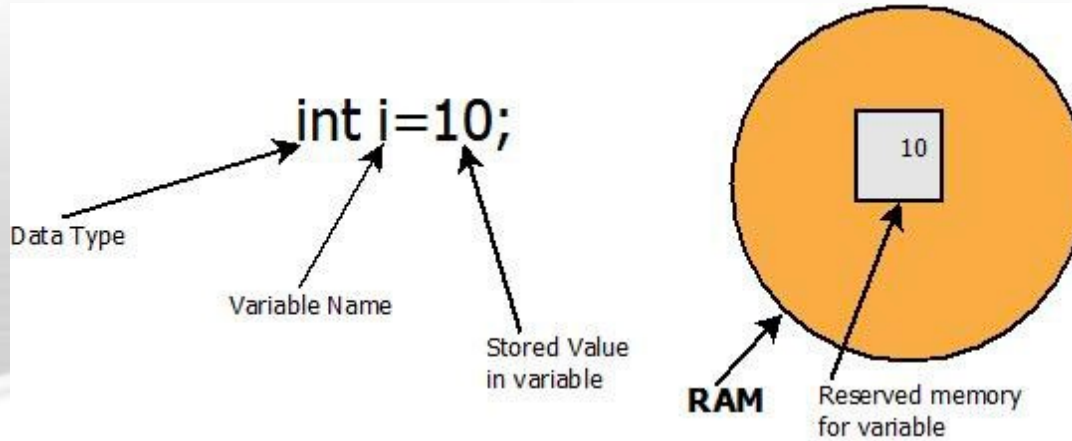 int i=10;
10
Data Type
Variable Name
Stored Value
in variable
RAM
Reserved memory
for variable